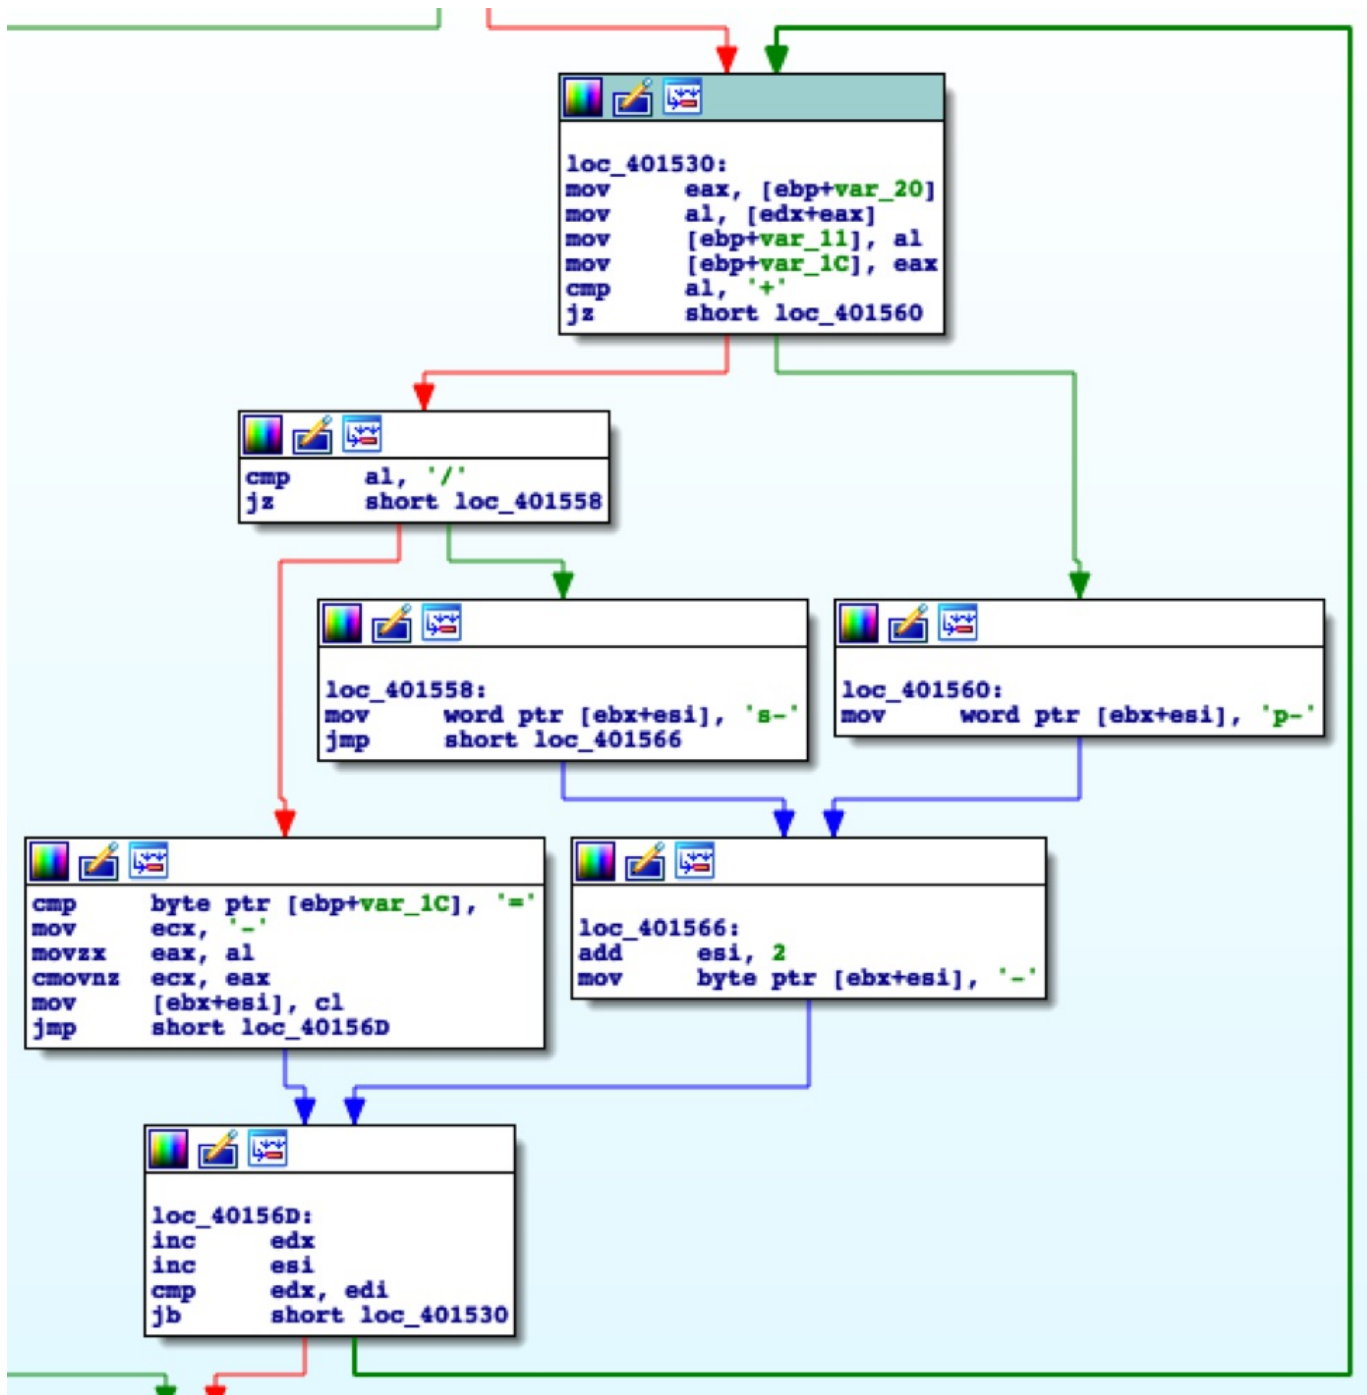 loc_401530:
mov eax, [ebp+var_20]
mov al, [edx+eax]
mov [ebp+var_11], al
mov [ebp+var_1C], eax
cmp al, '+'
jz short loc_401560
cmp al, '/'
jz short loc_401558
loc_401558:
mov word ptr [ebx+esi], 's-'
jmp short loc_401566
loc_401560:
mov word ptr [ebx+esi], 'p-'
cmp byte ptr [ebp+var_1C], '='
mov ecx, '-'
movzx eax, al
cmovnz ecx, eax
mov [ebx+esi], cl
jmp short loc_40156D
loc_401566:
add esi, 2
mov byte ptr [ebx+esi], '-'
loc_40156D:
inc edx
inc esi
cmp edx, edi
jb short loc_401530